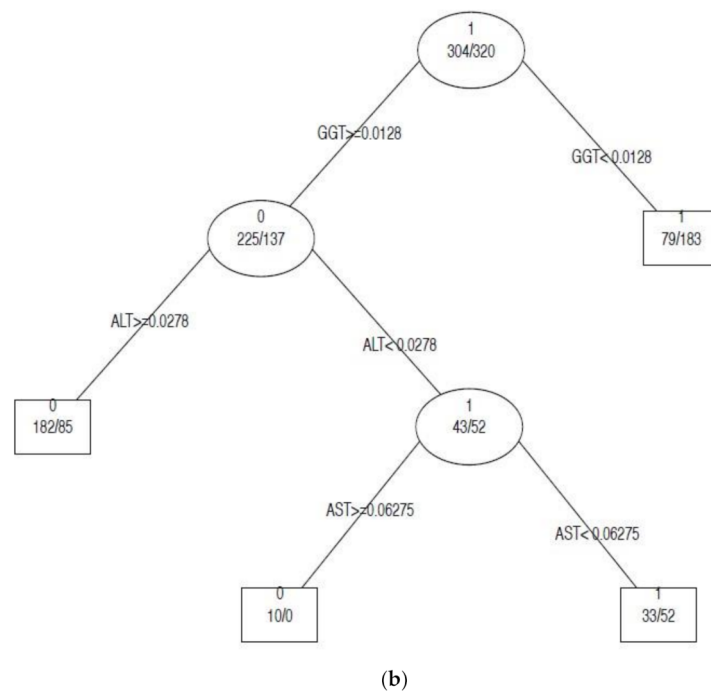 1
304/320
GGT>=0.0128
GGT< 0.0128
0
225/137
1
79/183
ALT>=0.0278
ALT< 0.0278
0
182/85
1
43/52
AST>=0.06275
AST< 0.06275
0
10/0
1
33/52
(b)